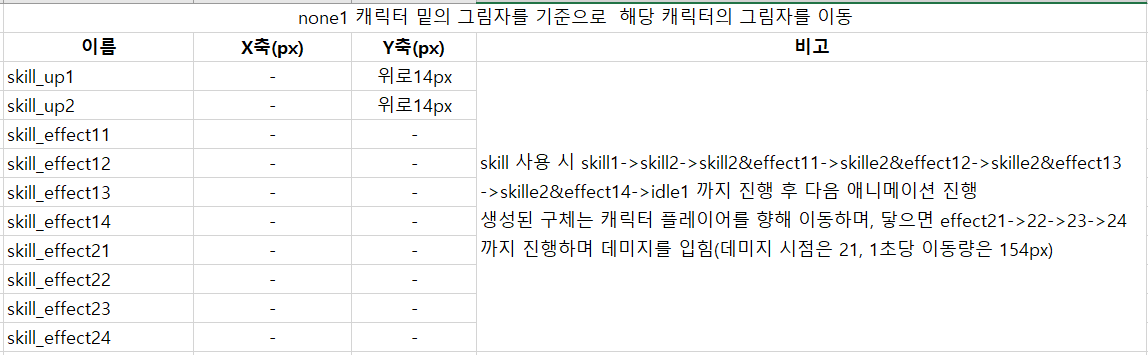 none1 캐릭터 밑의 그림자를 기준으로  해당 캐릭터의 그림자를 이동
이름 X축(px) Y축(px) 비고
skill_up1 - 위로14px
skill_up2 - 위로14px
skill_effect11 - -
skill_effect12 - -
skill_effect13 - -
skill_effect14 - -
skill_effect21 - -
skill_effect22 - -
skill_effect23 - -
skill_effect24 - -
skill 사용 시 skill1->skill2->skill2&effect11->skille2&effect12->skille2&effect13
->skille2&effect14->idle1 까지 진행 후 다음 애니메이션 진행
생성된 구체는 캐릭터 플레이어를 향해 이동하며, 닿으면 effect21->22->23->24
까지 진행하며 데미지를 입힘(데미지 시점은 21, 1초당 이동량은 154px)